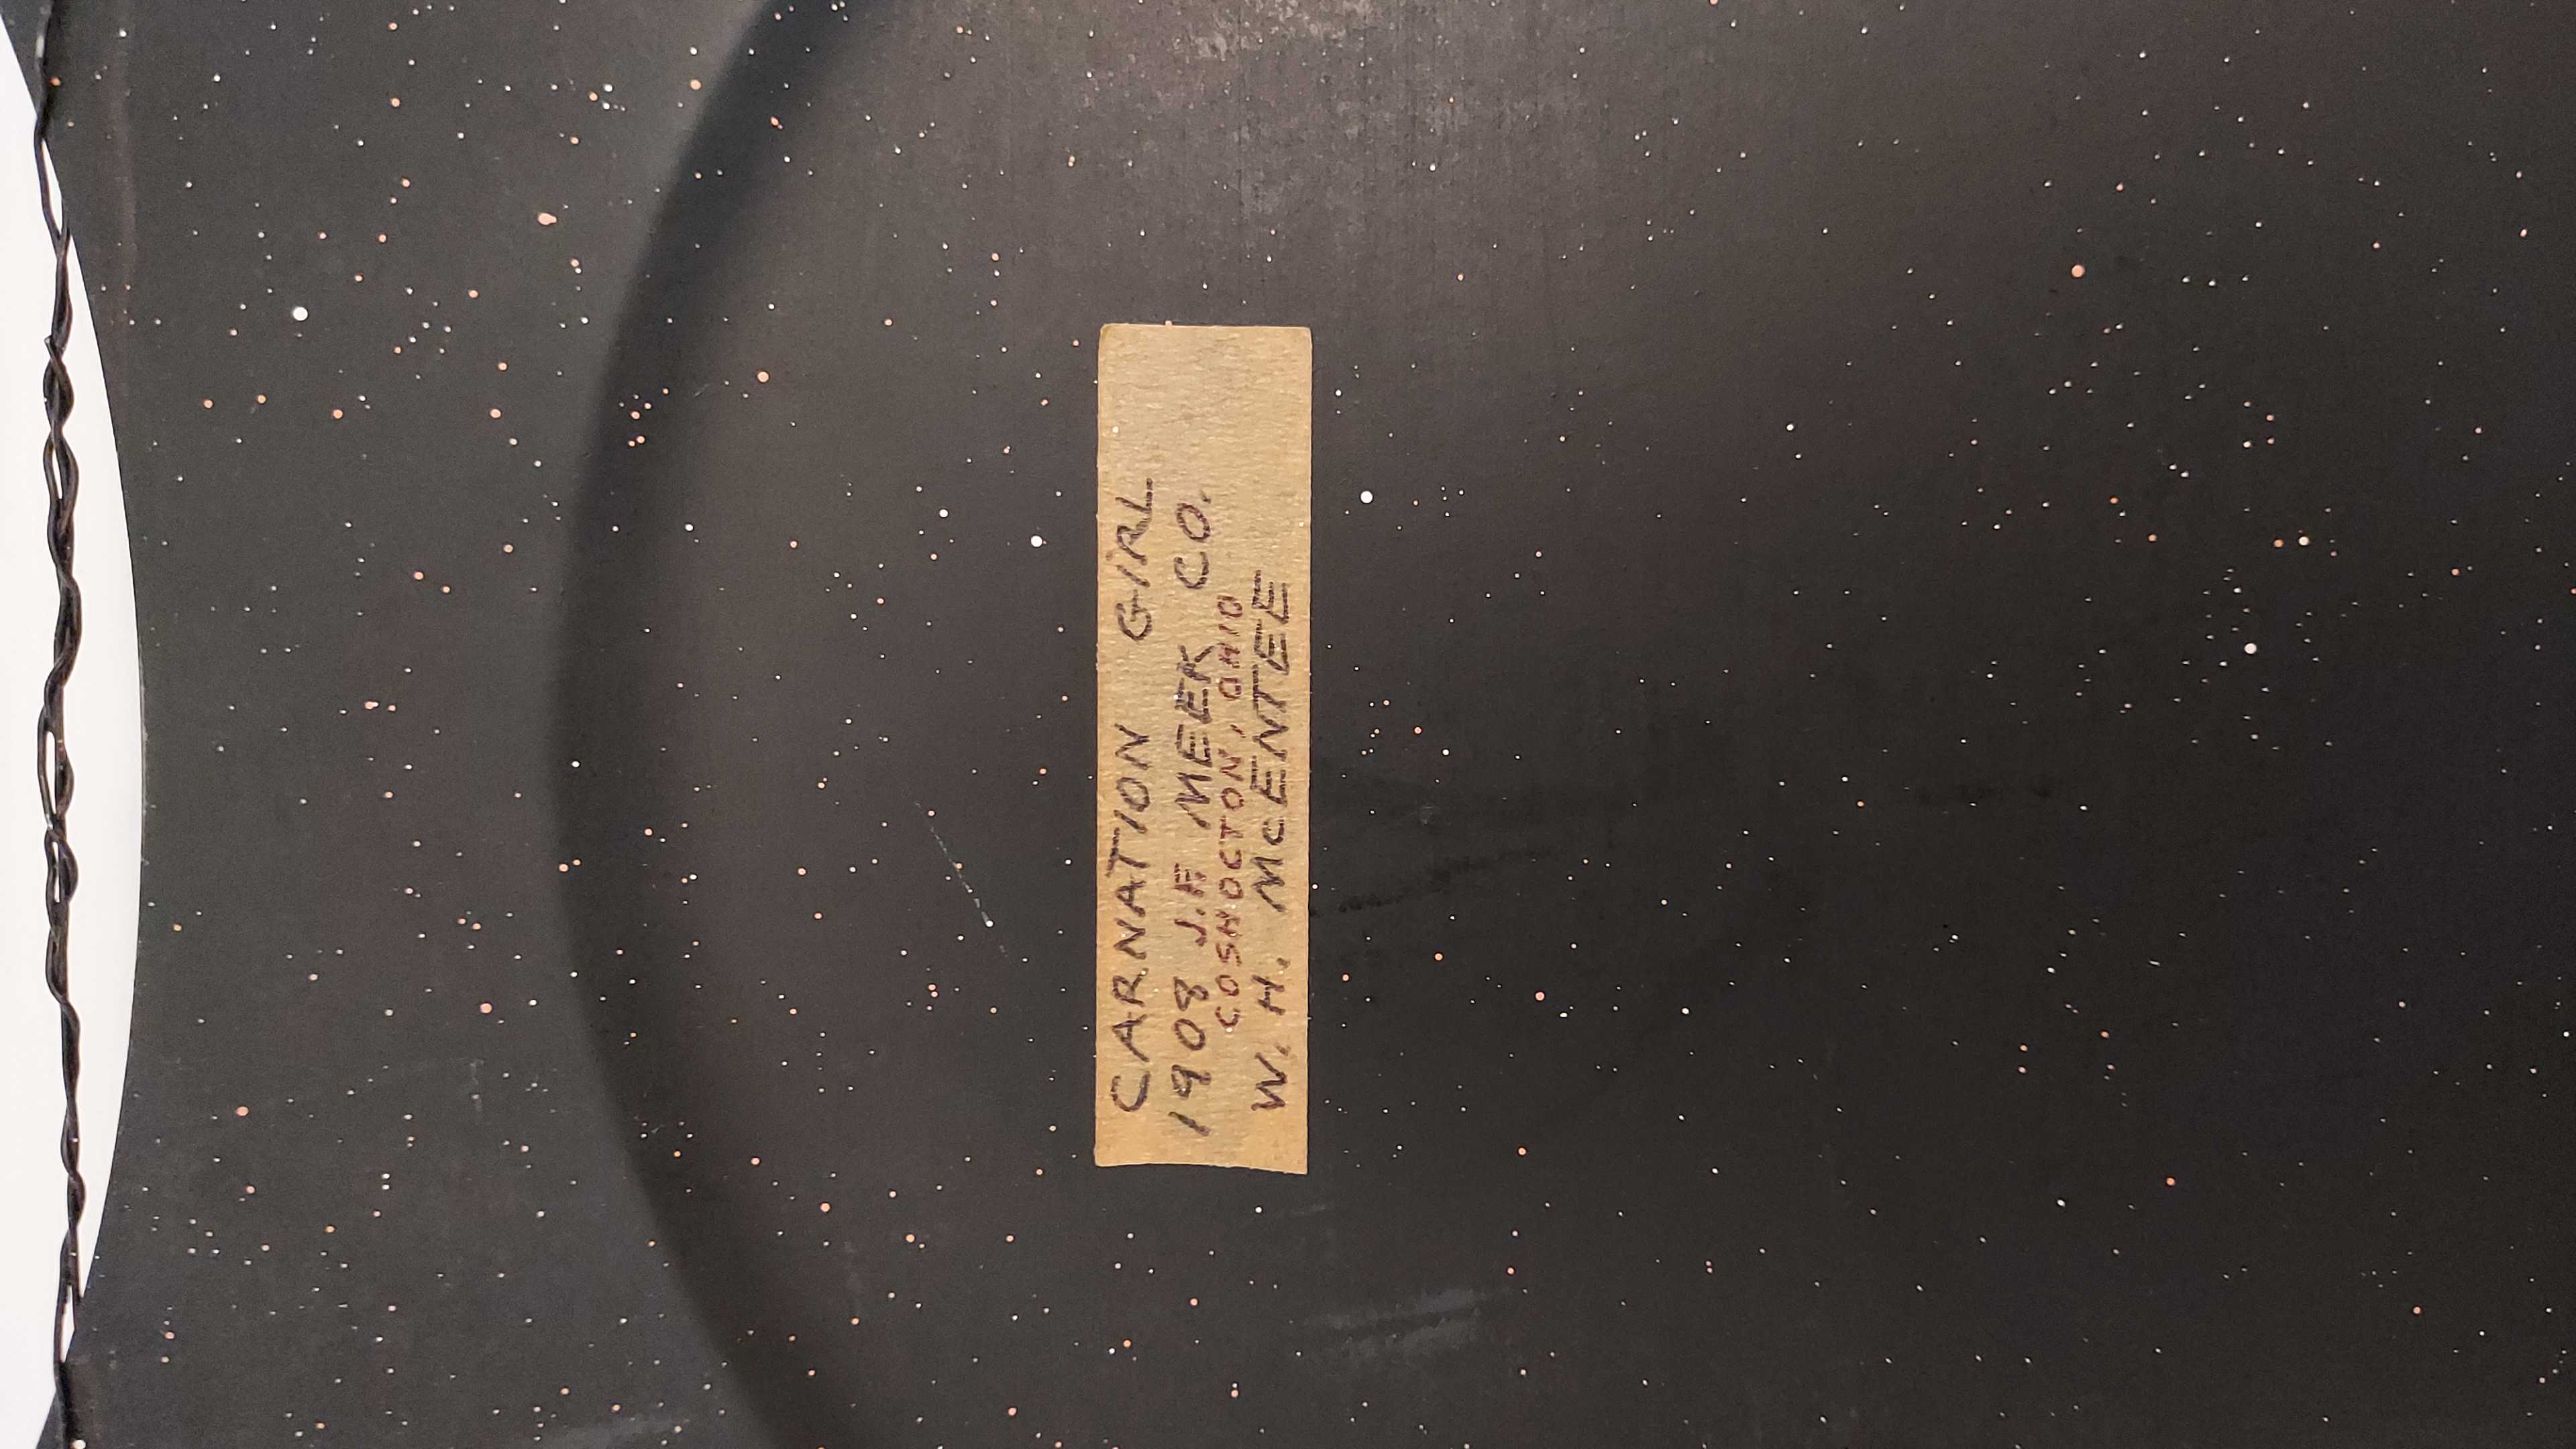 CARNATION GIRL
1908 J.F. MEEK CO.
COSHOCTON, OHIO
W. H. McENTEE